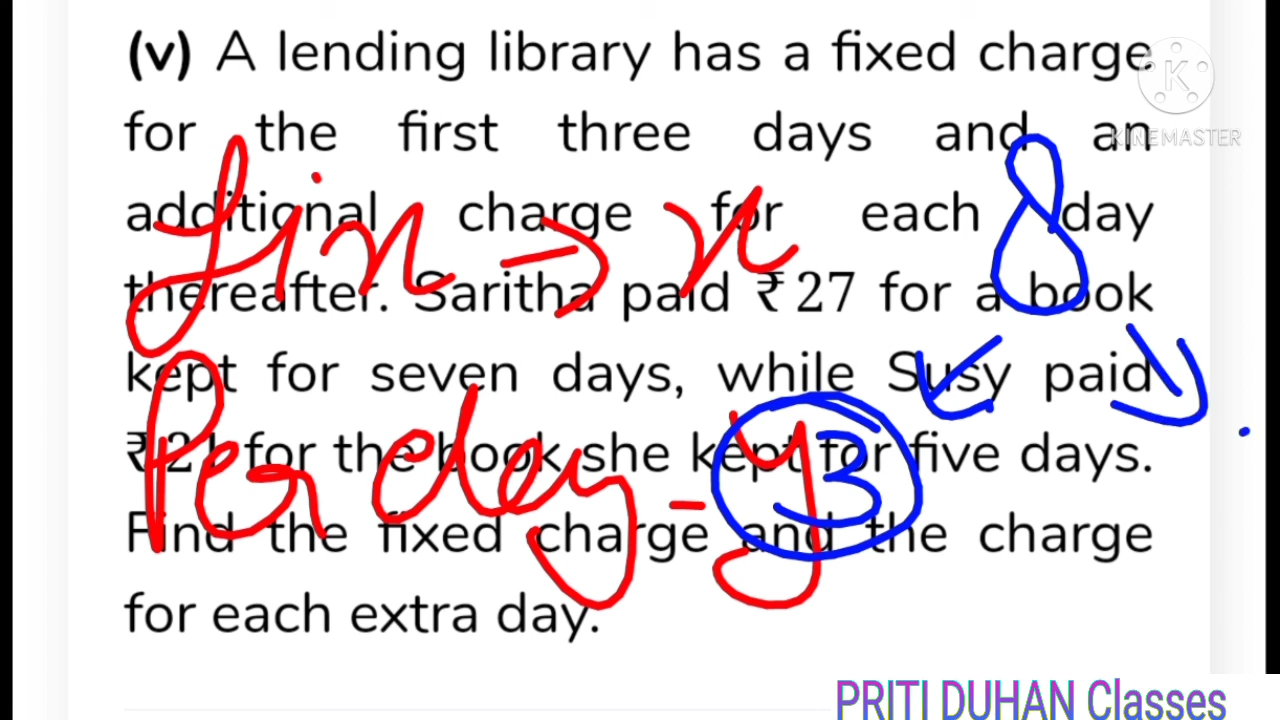 (v) A lending library has a fixed charge
for the first three days and an
additional charge for each day
thereafter. Saritha paid ₹ 27 for a book
kept for seven days, while Susy paid
₹ 21 for the book she kept for five days.
Find the fixed charge and the charge
for each extra day.
fix → x
Per day - y
8
3
K
KINEMASTER
PRITI DUHAN Classes